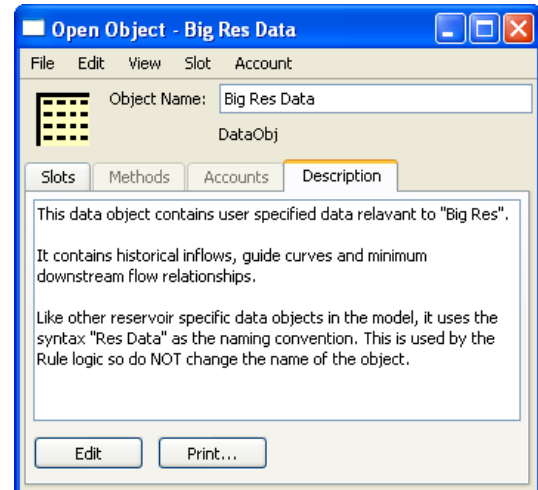 Open Object - Big Res Data
File Edit View Slot Account
Object Name: Big Res Data
DataObj
Slots Methods Accounts Description
This data object contains user specified data relavant to "Big Res".
It contains historical inflows, guide curves and minimum
downstream flow relationships.
Like other reservoir specific data objects in the model, it uses the
syntax "Res Data" as the naming convention. This is used by the
Rule logic so do NOT change the name of the object.
Edit Print...